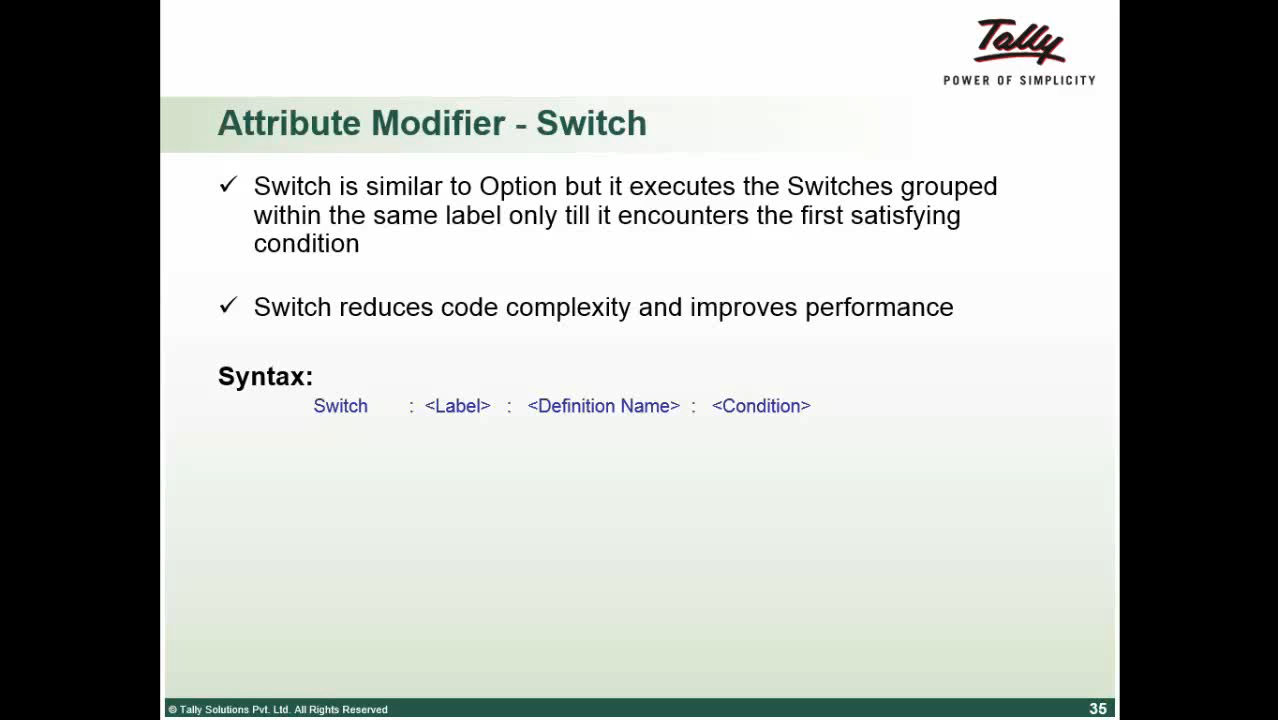 Tally
POWER OF SIMPLICITY
Attribute Modifier - Switch
✓ Switch is similar to Option but it executes the Switches grouped
within the same label only till it encounters the first satisfying
condition
✓ Switch reduces code complexity and improves performance
Syntax:
Switch : <Label> : <Definition Name> : <Condition>
© Tally Solutions Pvt. Ltd. All Rights Reserved 35